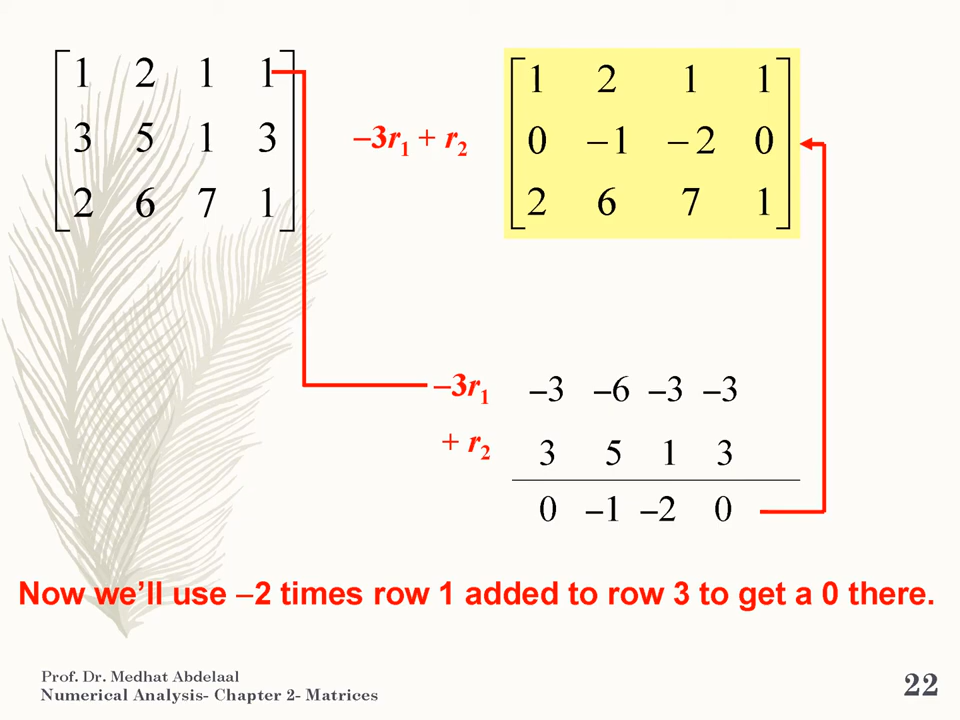 1 2 1 1
3 5 1 3
2 6 7 1
–3r₁ + r₂
1 2 1 1
0 −1 −2 0
2 6 7 1
–3r₁ –3 –6 –3 –3
+ r₂ 3 5 1 3
0 –1 –2 0
Now we’ll use –2 times row 1 added to row 3 to get a 0 there.
Prof. Dr. Medhat Abdelaal
Numerical Analysis- Chapter 2- Matrices
22